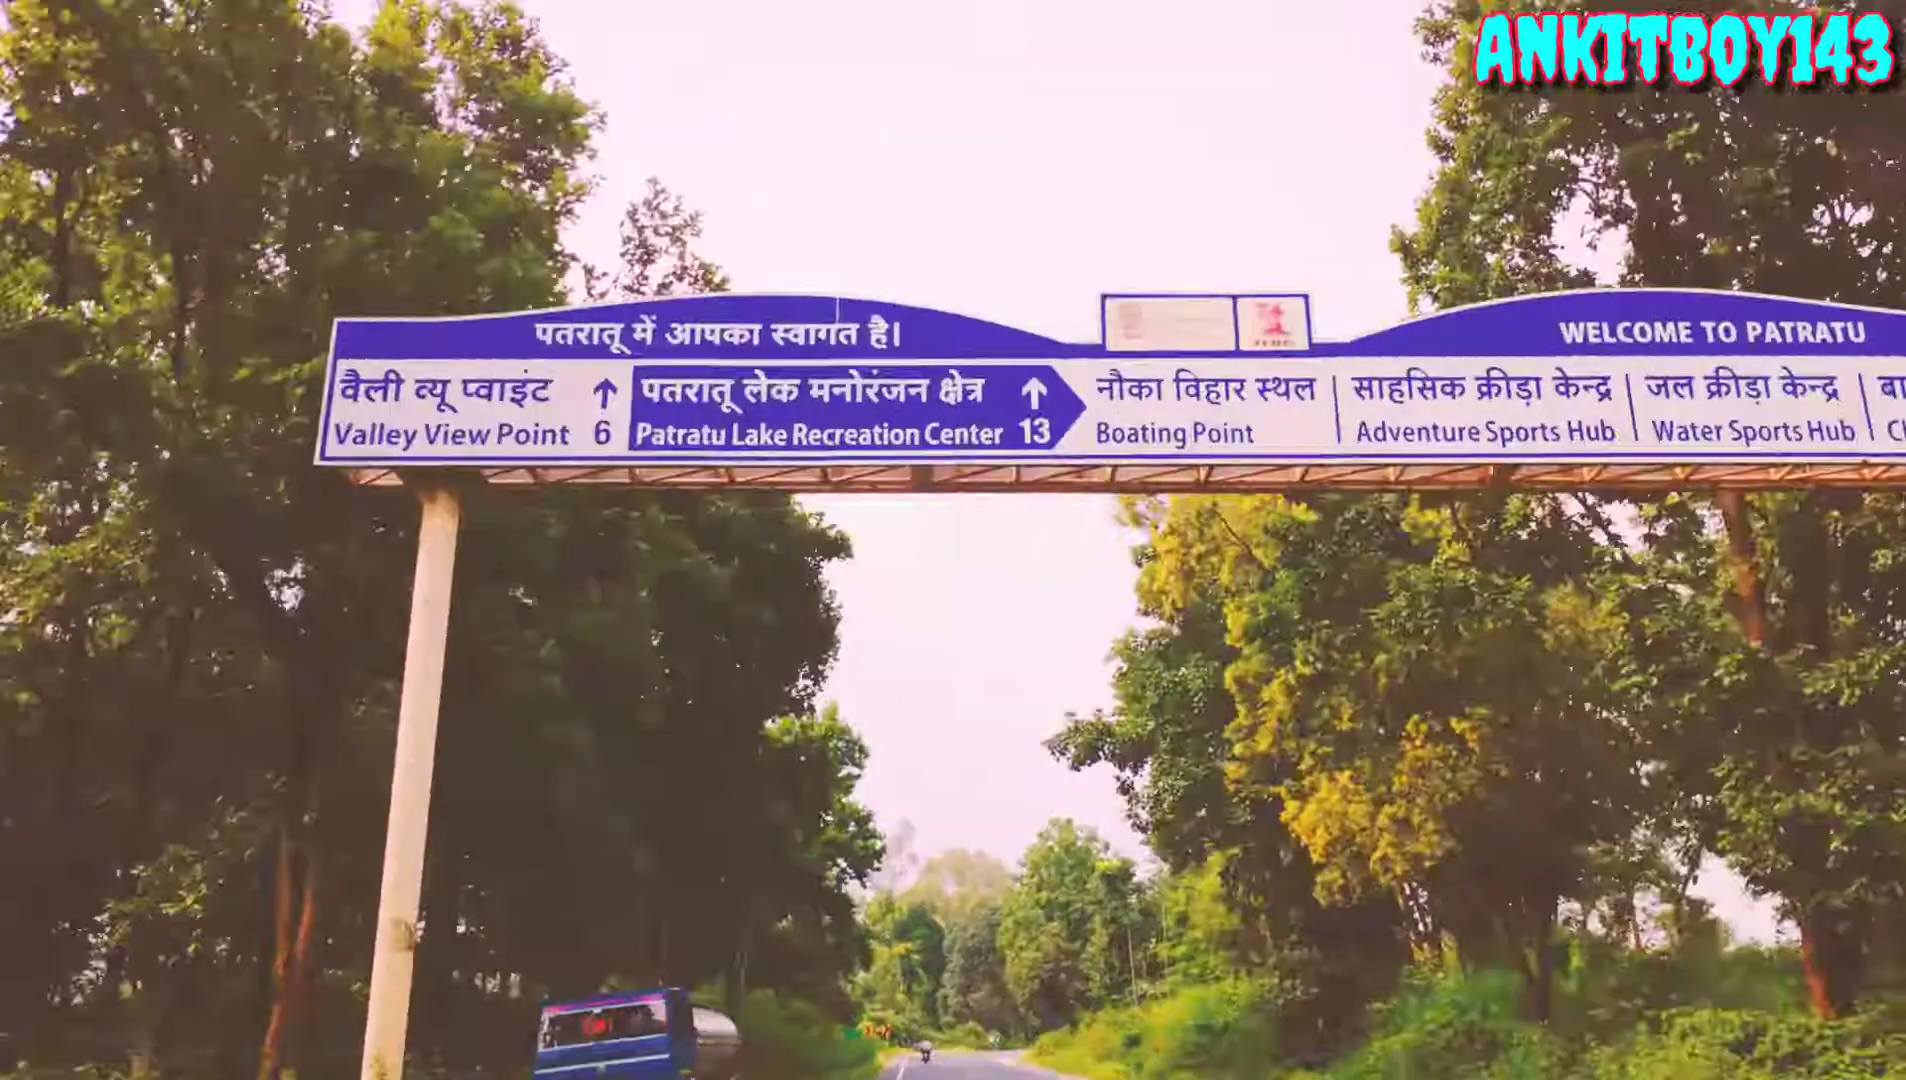 ANKITBOY143
पतरातू में आपका स्वागत है।
WELCOME TO PATRATU
वैली व्यू प्वाइंट ↑
Valley View Point 6
पतरातू लेक मनोरंजन क्षेत्र ↑
Patratu Lake Recreation Center 13
नौका विहार स्थल
Boating Point
साहसिक क्रीड़ा केन्द्र
Adventure Sports Hub
जल क्रीड़ा केन्द्र
Water Sports Hub